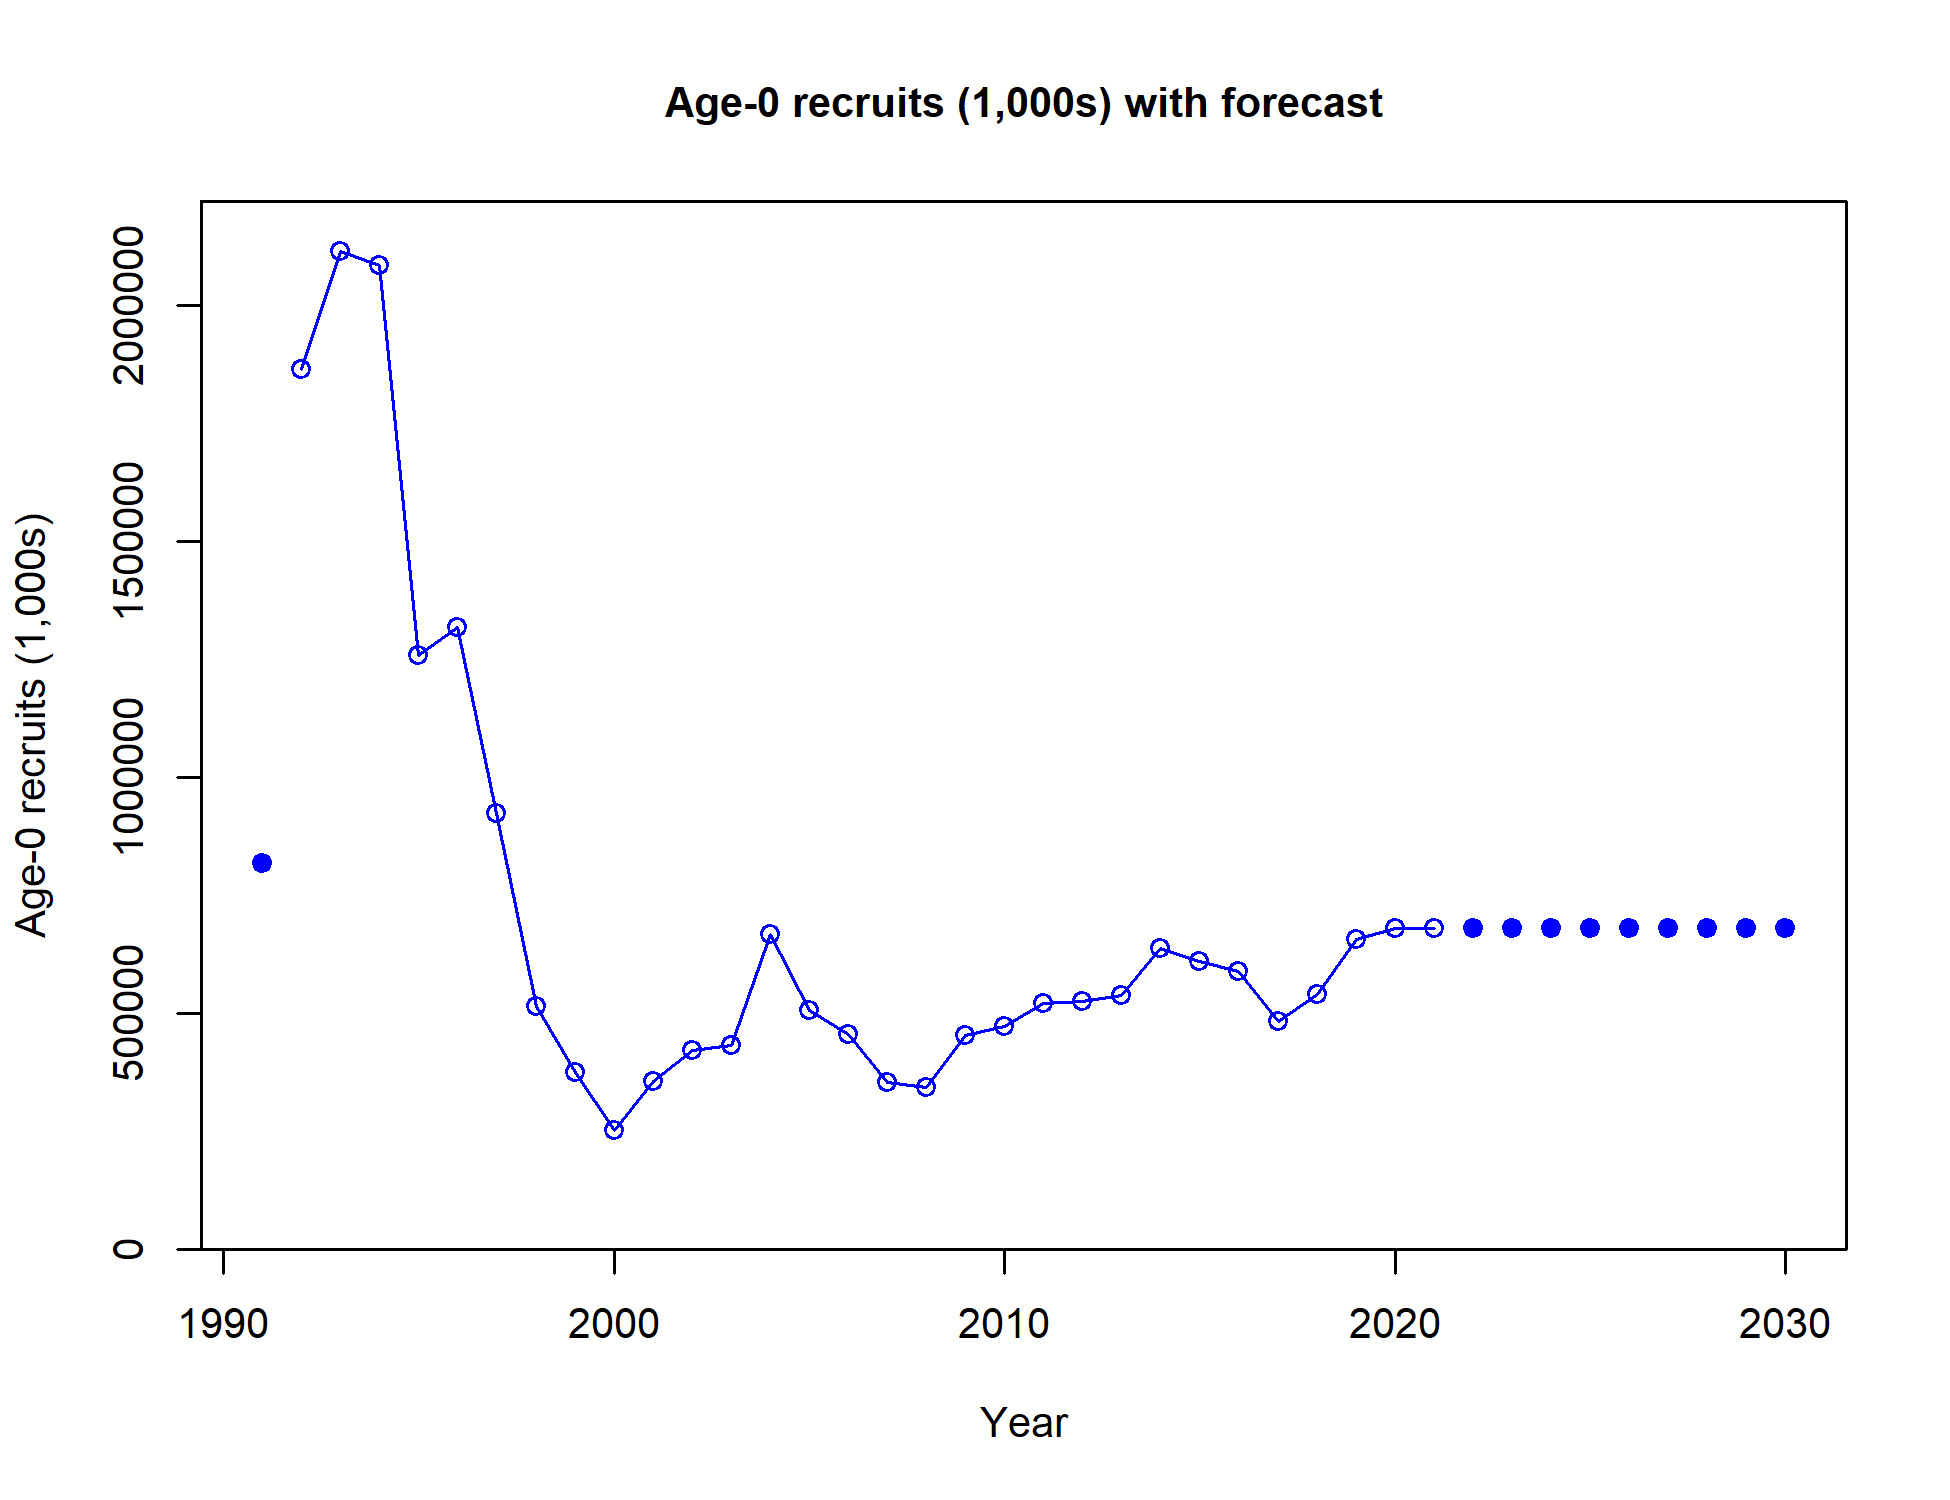 Age-0 recruits (1,000s) with forecast
Age-0 recruits (1,000s)
2000000
1500000
1000000
500000
0
1990 2000 2010 2020 2030
Year